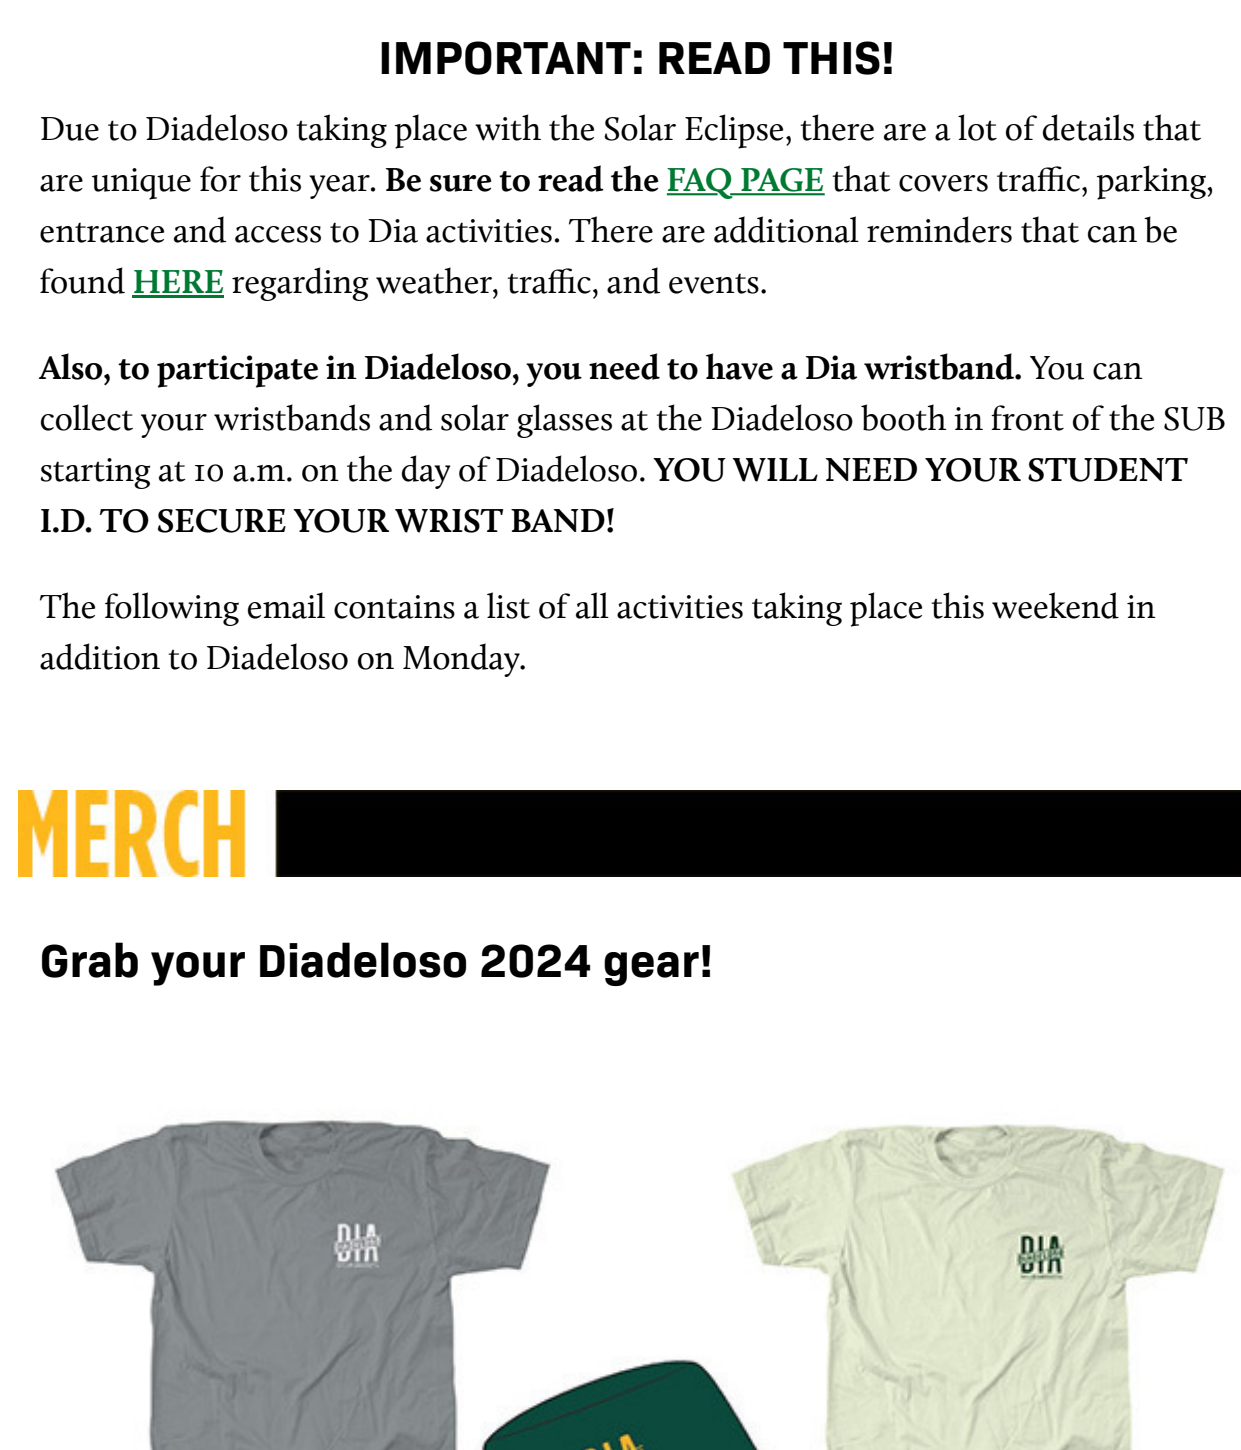 IMPORTANT: READ THIS!
Due to Diadeloso taking place with the Solar Eclipse, there are a lot of details that
are unique for this year. Be sure to read the FAQ PAGE that covers traffic, parking,
entrance and access to Dia activities. There are additional reminders that can be
found HERE regarding weather, traffic, and events.
Also, to participate in Diadeloso, you need to have a Dia wristband. You can
collect your wristbands and solar glasses at the Diadeloso booth in front of the SUB
starting at 10 a.m. on the day of Diadeloso. YOU WILL NEED YOUR STUDENT
I.D. TO SECURE YOUR WRIST BAND!
The following email contains a list of all activities taking place this weekend in
addition to Diadeloso on Monday.
MERCH
Grab your Diadeloso 2024 gear!
DIA
DIADELOSO
DIA
DIADELOSO
DIA